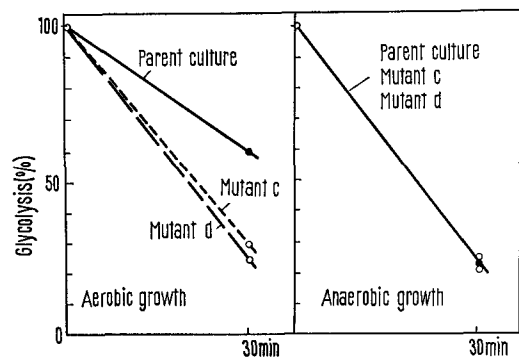 100
50
0
Glycolysis(%)
Parent culture
Mutant c
Mutant d
Aerobic growth
30min
Parent culture
Mutant c
Mutant d
Anaerobic growth
30min